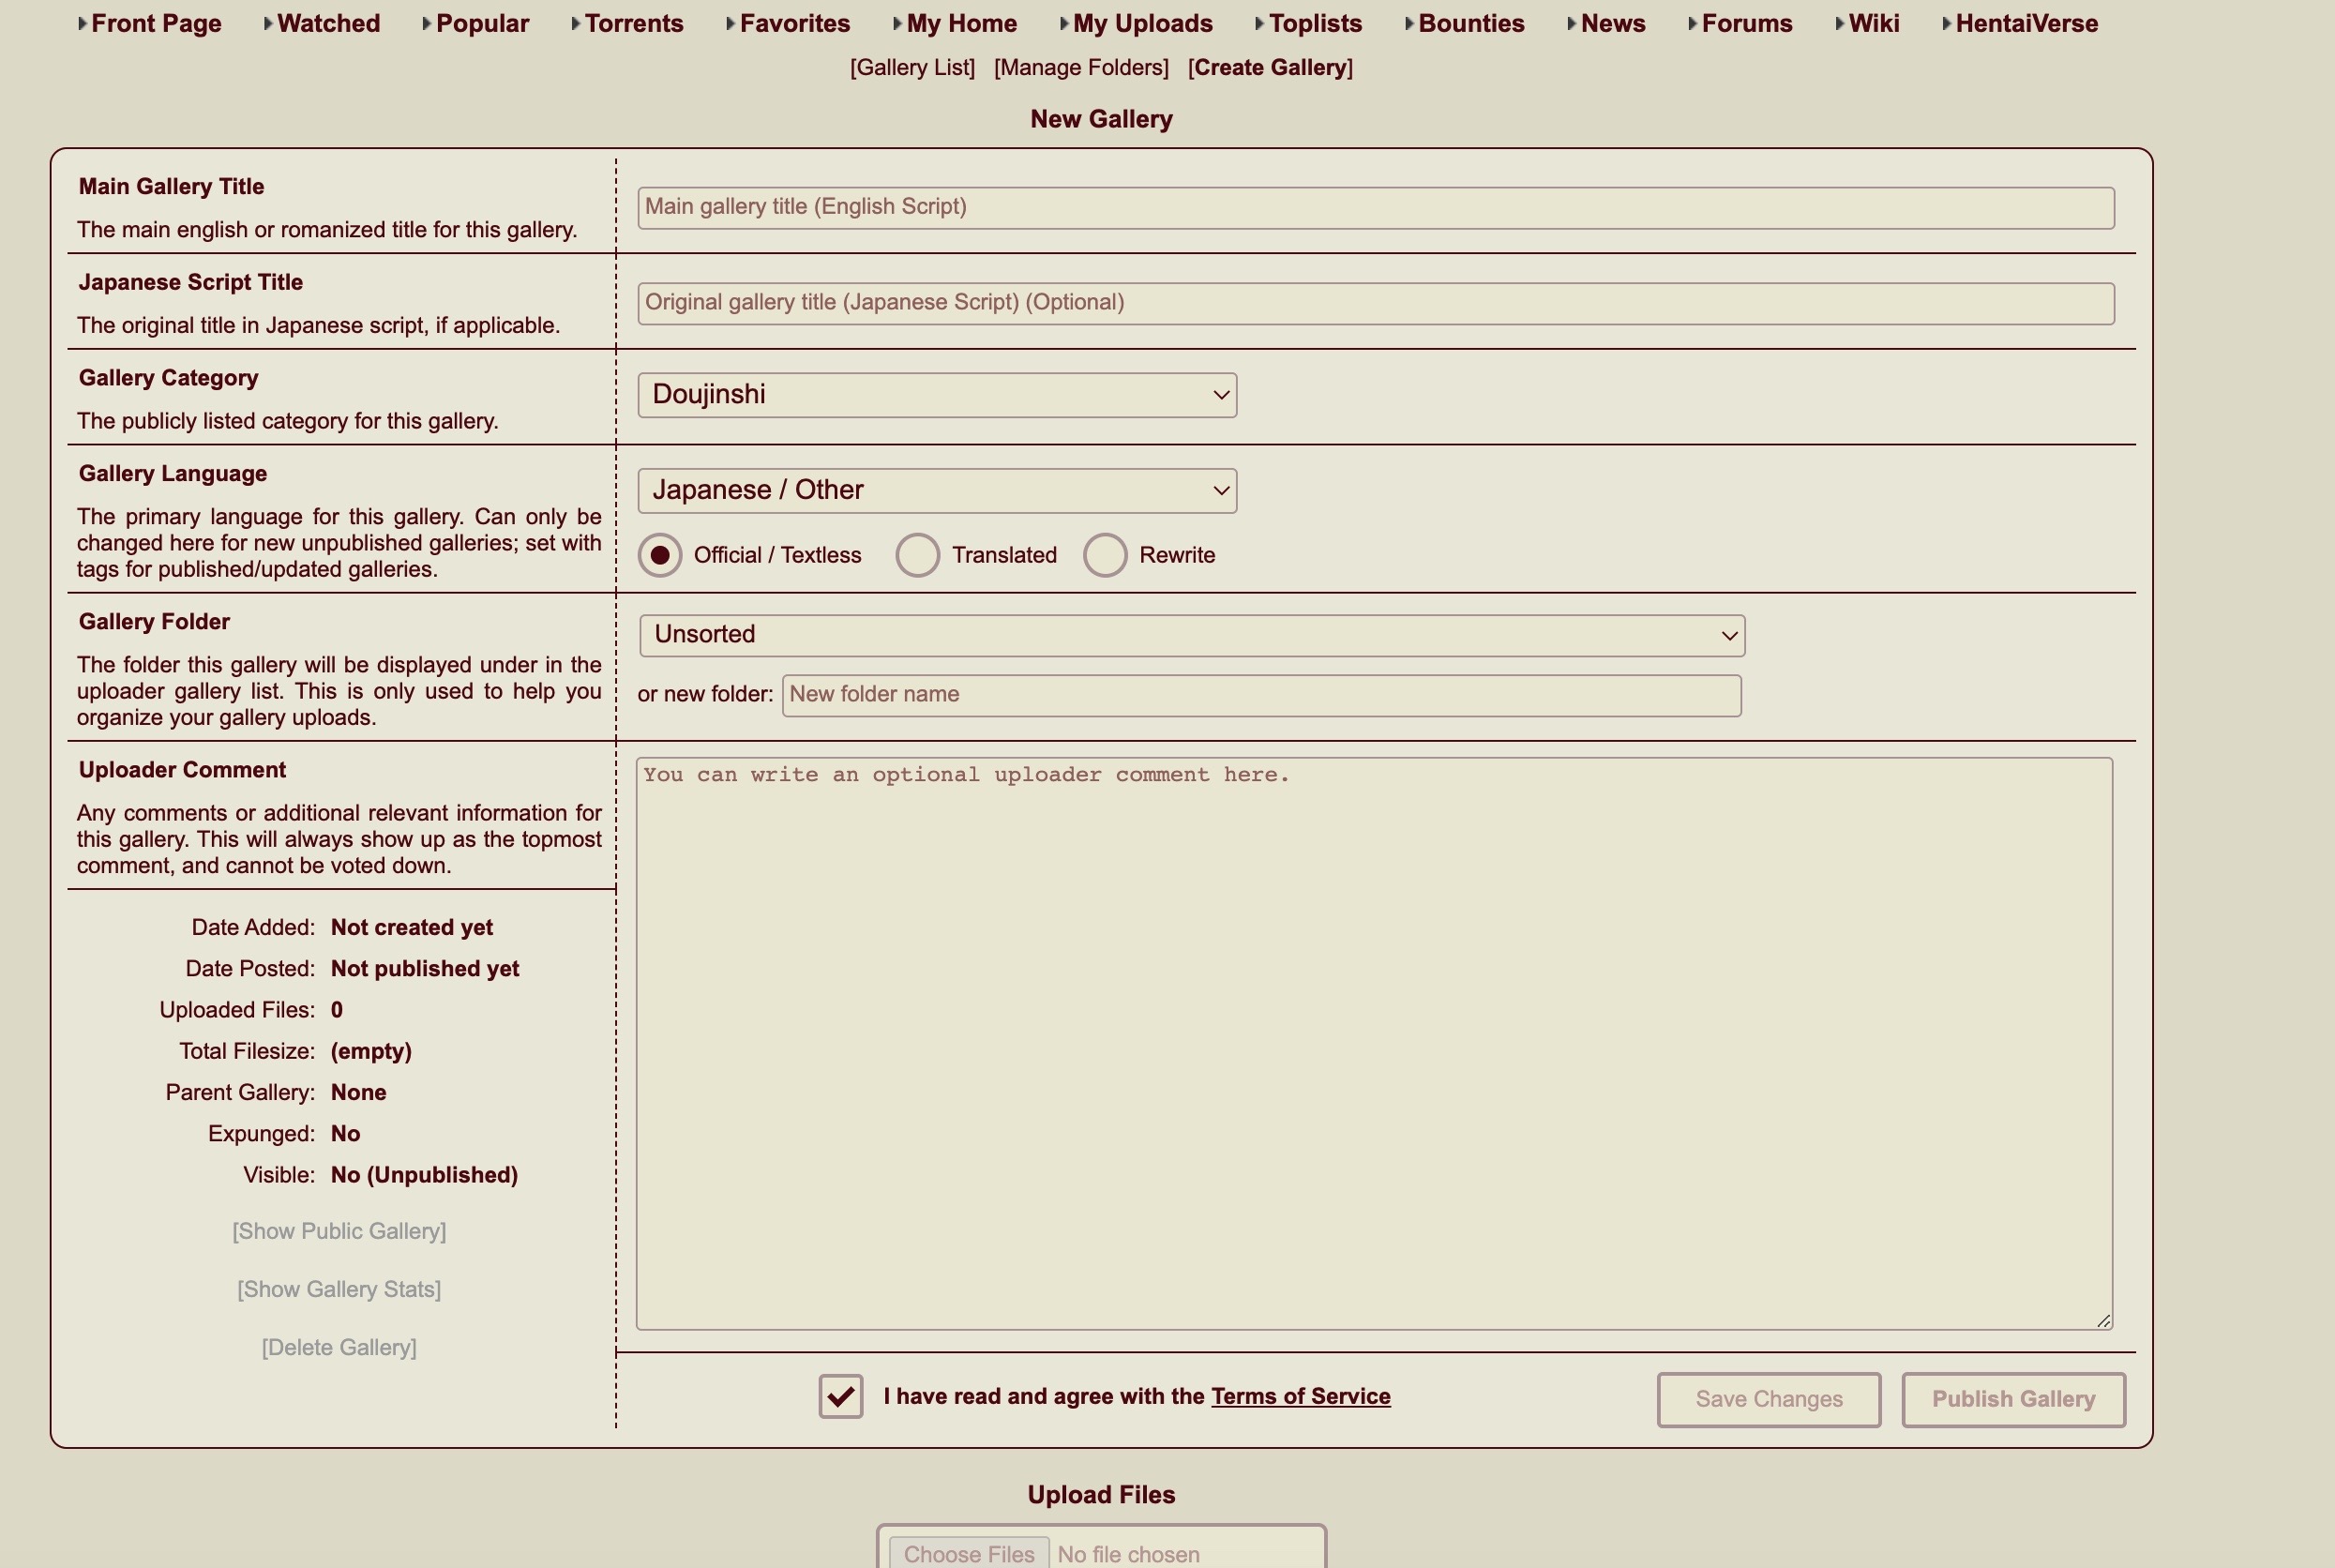 Front Page Watched Popular Torrents Favorites My Home My Uploads Toplists Bounties News Forums Wiki HentaiVerse
[Gallery List] [Manage Folders] [Create Gallery]
New Gallery
Main Gallery Title
The main english or romanized title for this gallery.
Main gallery title (English Script)
Japanese Script Title
The original title in Japanese script, if applicable.
Original gallery title (Japanese Script) (Optional)
Gallery Category
The publicly listed category for this gallery.
Doujinshi
Gallery Language
The primary language for this gallery. Can only be
changed here for new unpublished galleries; set with
tags for published/updated galleries.
Japanese / Other
Official / Textless Translated Rewrite
Gallery Folder
The folder this gallery will be displayed under in the
uploader gallery list. This is only used to help you
organize your gallery uploads.
Unsorted
or new folder: New folder name
Uploader Comment
Any comments or additional relevant information for
this gallery. This will always show up as the topmost
comment, and cannot be voted down.
You can write an optional uploader comment here.
Date Added: Not created yet
Date Posted: Not published yet
Uploaded Files: 0
Total Filesize: (empty)
Parent Gallery: None
Expunged: No
Visible: No (Unpublished)
[Show Public Gallery]
[Show Gallery Stats]
[Delete Gallery]
I have read and agree with the Terms of Service
Save Changes Publish Gallery
Upload Files
Choose Files No file chosen